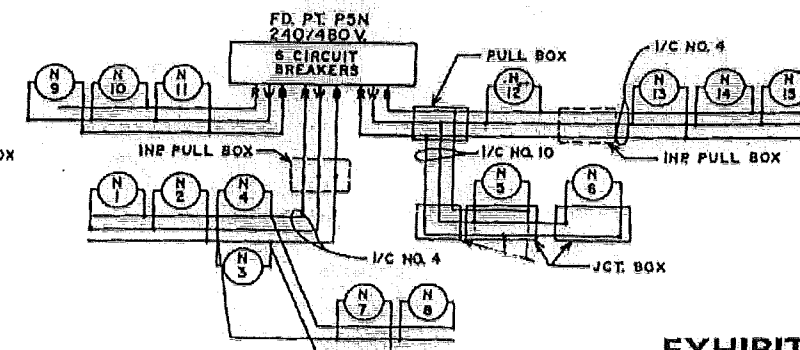 FD. PT. P5N
240/480 V.
6 CIRCUIT
BREAKERS
PULL BOX
I/C NO. 4
N
9
N
10
N
11
N
12
N
13
N
14
N
15
OX
INP PULL BOX
I/C NO. 10
INP PULL BOX
N
1
N
2
N
4
N
5
N
6
N
3
I/C NO. 4
JCT. BOX
N
7
N
8
EXHIBIT